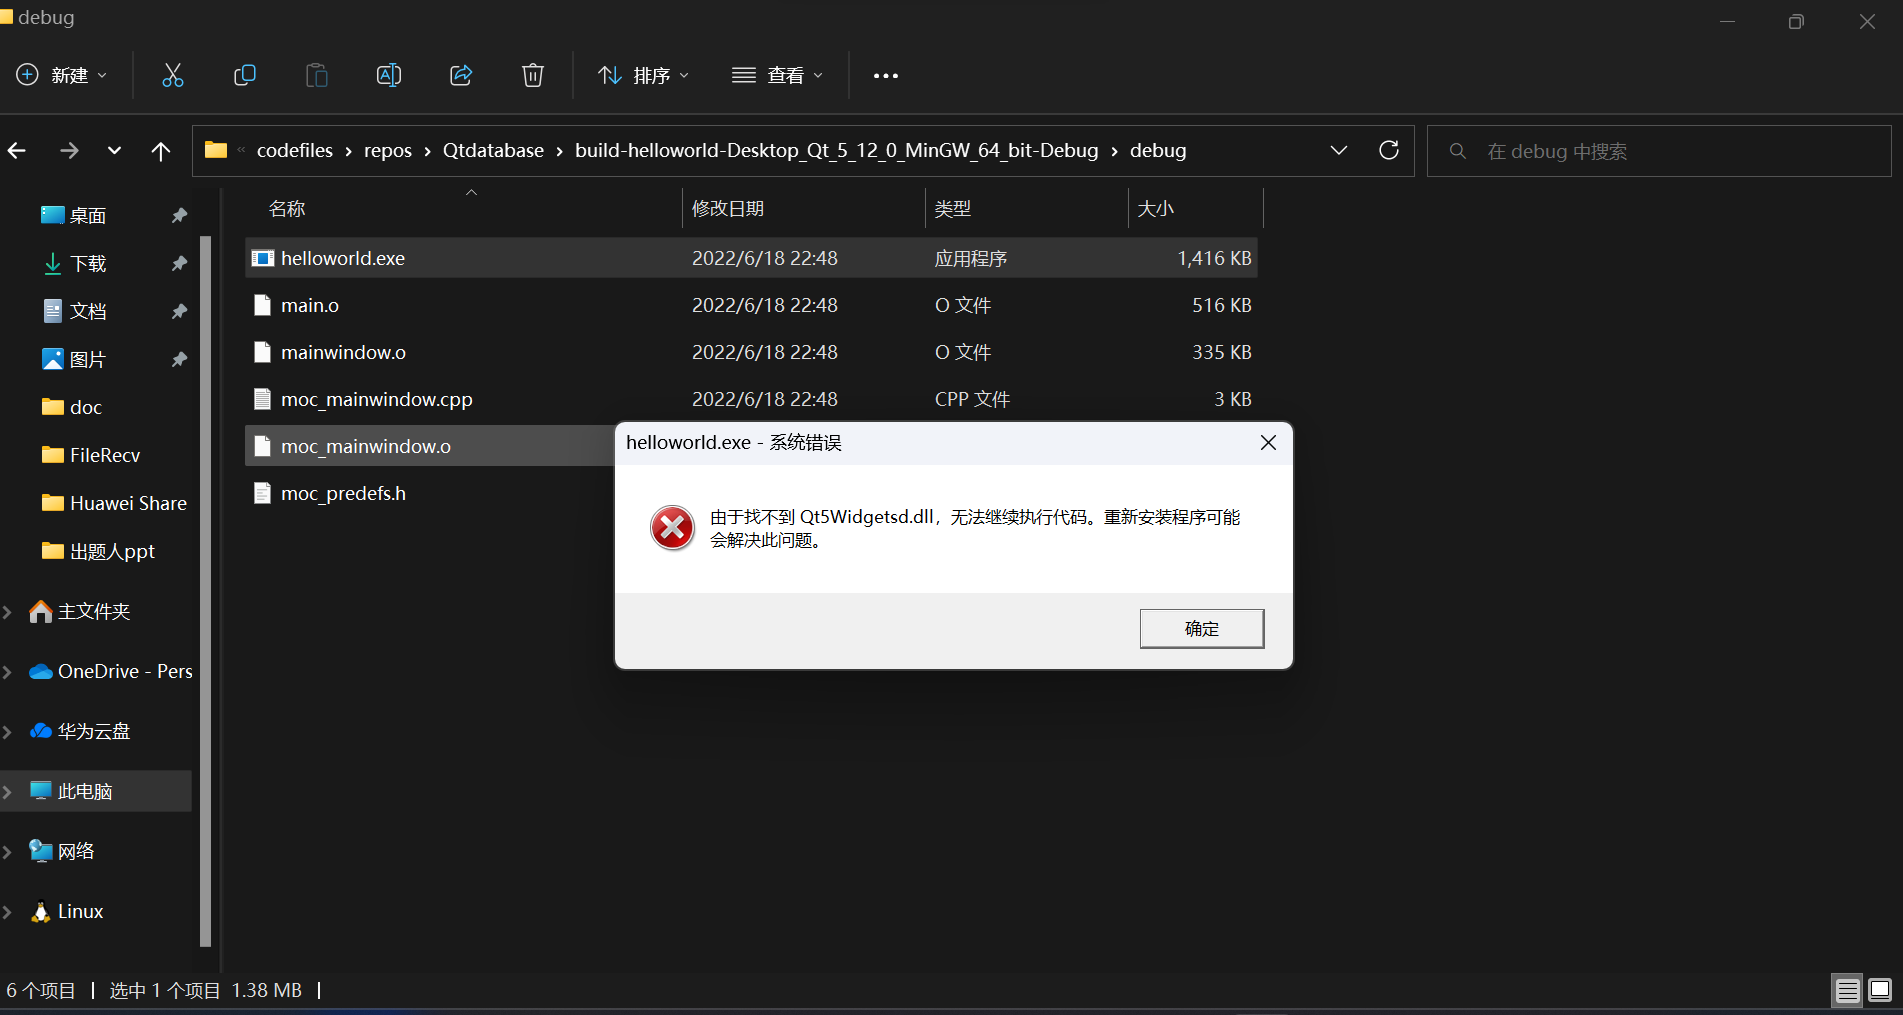 debug
新建
排序
查看
codefiles › repos › Qtdatabase › build-helloworld-Desktop_Qt_5_12_0_MinGW_64_bit-Debug › debug
在 debug 中搜索
桌面
下载
文档
图片
doc
FileRecv
Huawei Share
出题人ppt
主文件夹
OneDrive - Pers
华为云盘
此电脑
网络
Linux
名称 修改日期 类型 大小
helloworld.exe 2022/6/18 22:48 应用程序 1,416 KB
main.o 2022/6/18 22:48 O 文件 516 KB
mainwindow.o 2022/6/18 22:48 O 文件 335 KB
moc_mainwindow.cpp 2022/6/18 22:48 CPP 文件 3 KB
moc_mainwindow.o
moc_predefs.h
helloworld.exe - 系统错误
由于找不到 Qt5Widgetsd.dll，无法继续执行代码。重新安装程序可能
会解决此问题。
确定
6 个项目 | 选中 1 个项目 1.38 MB |